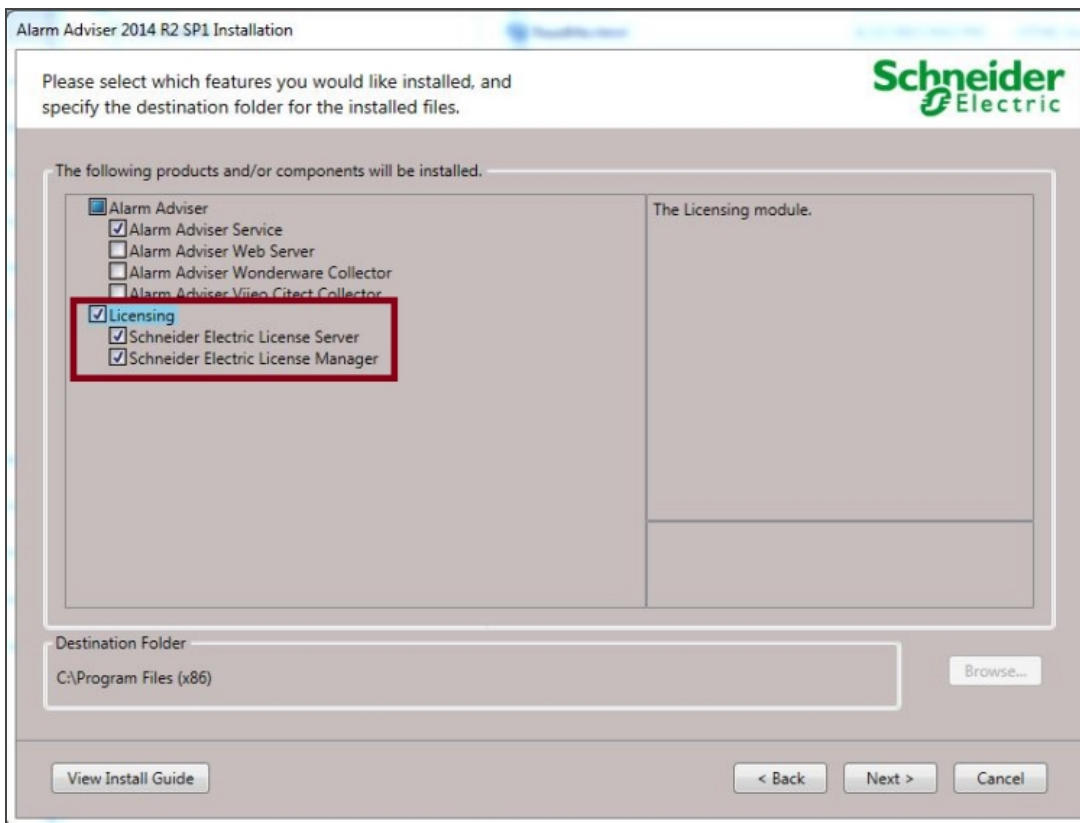 Alarm Adviser 2014 R2 SP1 Installation
Please select which features you would like installed, and
specify the destination folder for the installed files.
Schneider
Electric
The following products and/or components will be installed.
Alarm Adviser
Alarm Adviser Service
Alarm Adviser Web Server
Alarm Adviser Wonderware Collector
Alarm Adviser Vijeo Citect Collector
Licensing
Schneider Electric License Server
Schneider Electric License Manager
The Licensing module.
Destination Folder
C:\Program Files (x86)
Browse...
View Install Guide
< Back
Next >
Cancel